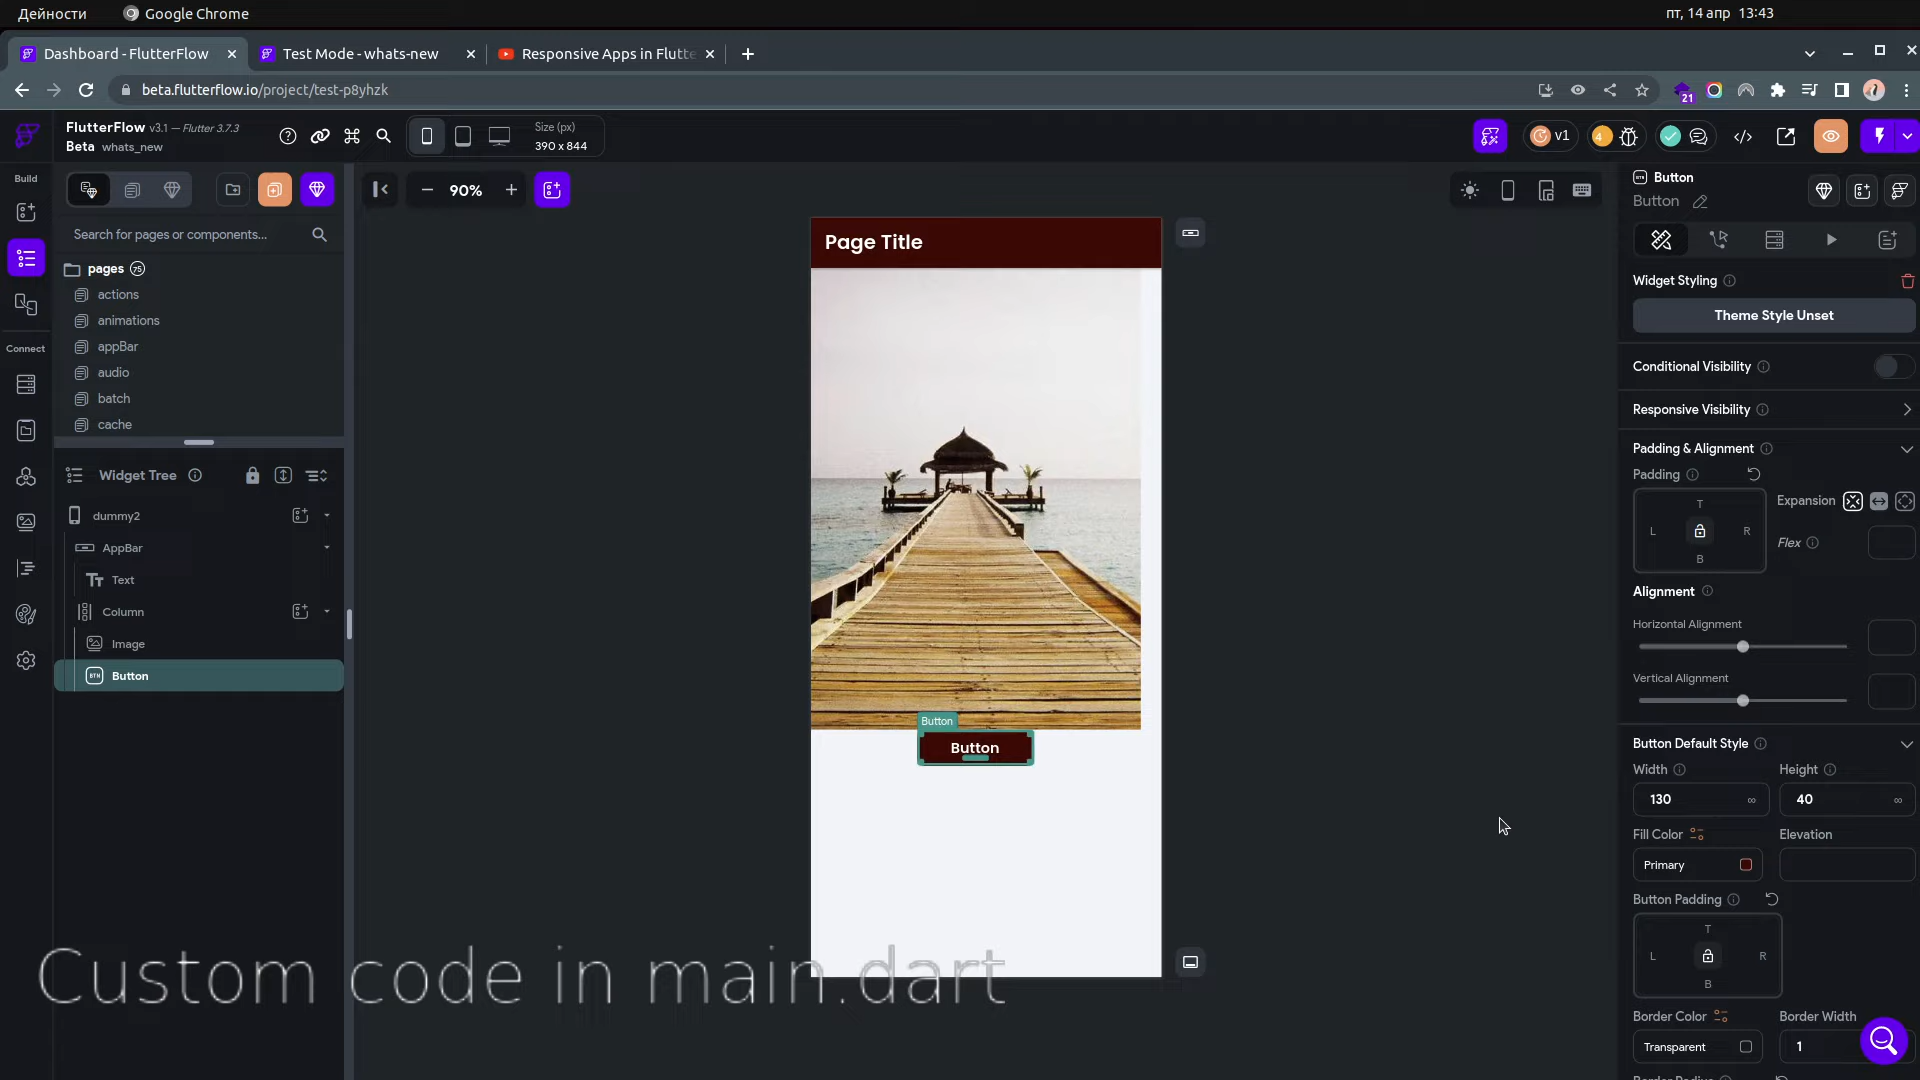 Дейности
Google Chrome
пт, 14 апр 13:43
Dashboard - FlutterFlow
Test Mode - whats-new
Responsive Apps in Flutte
beta.flutterflow.io/project/test-p8yhzk
21
FlutterFlow v3.1 — Flutter 3.7.3
Beta whats_new
Size (px)
390 x 844
v1
4
Build
Connect
90%
Search for pages or components...
pages 75
actions
animations
appBar
audio
batch
cache
Widget Tree
dummy2
AppBar
Text
Column
Image
BTN Button
Page Title
Button
Button
Custom code in main.dart
BTN Button
Button
Widget Styling
Theme Style Unset
Conditional Visibility
Responsive Visibility
Padding & Alignment
Padding
T
L
R
B
Expansion
Flex
Alignment
Horizontal Alignment
Vertical Alignment
Button Default Style
Width
Height
130
40
Fill Color
Elevation
Primary
Button Padding
T
L
R
B
Border Color
Border Width
Transparent
1